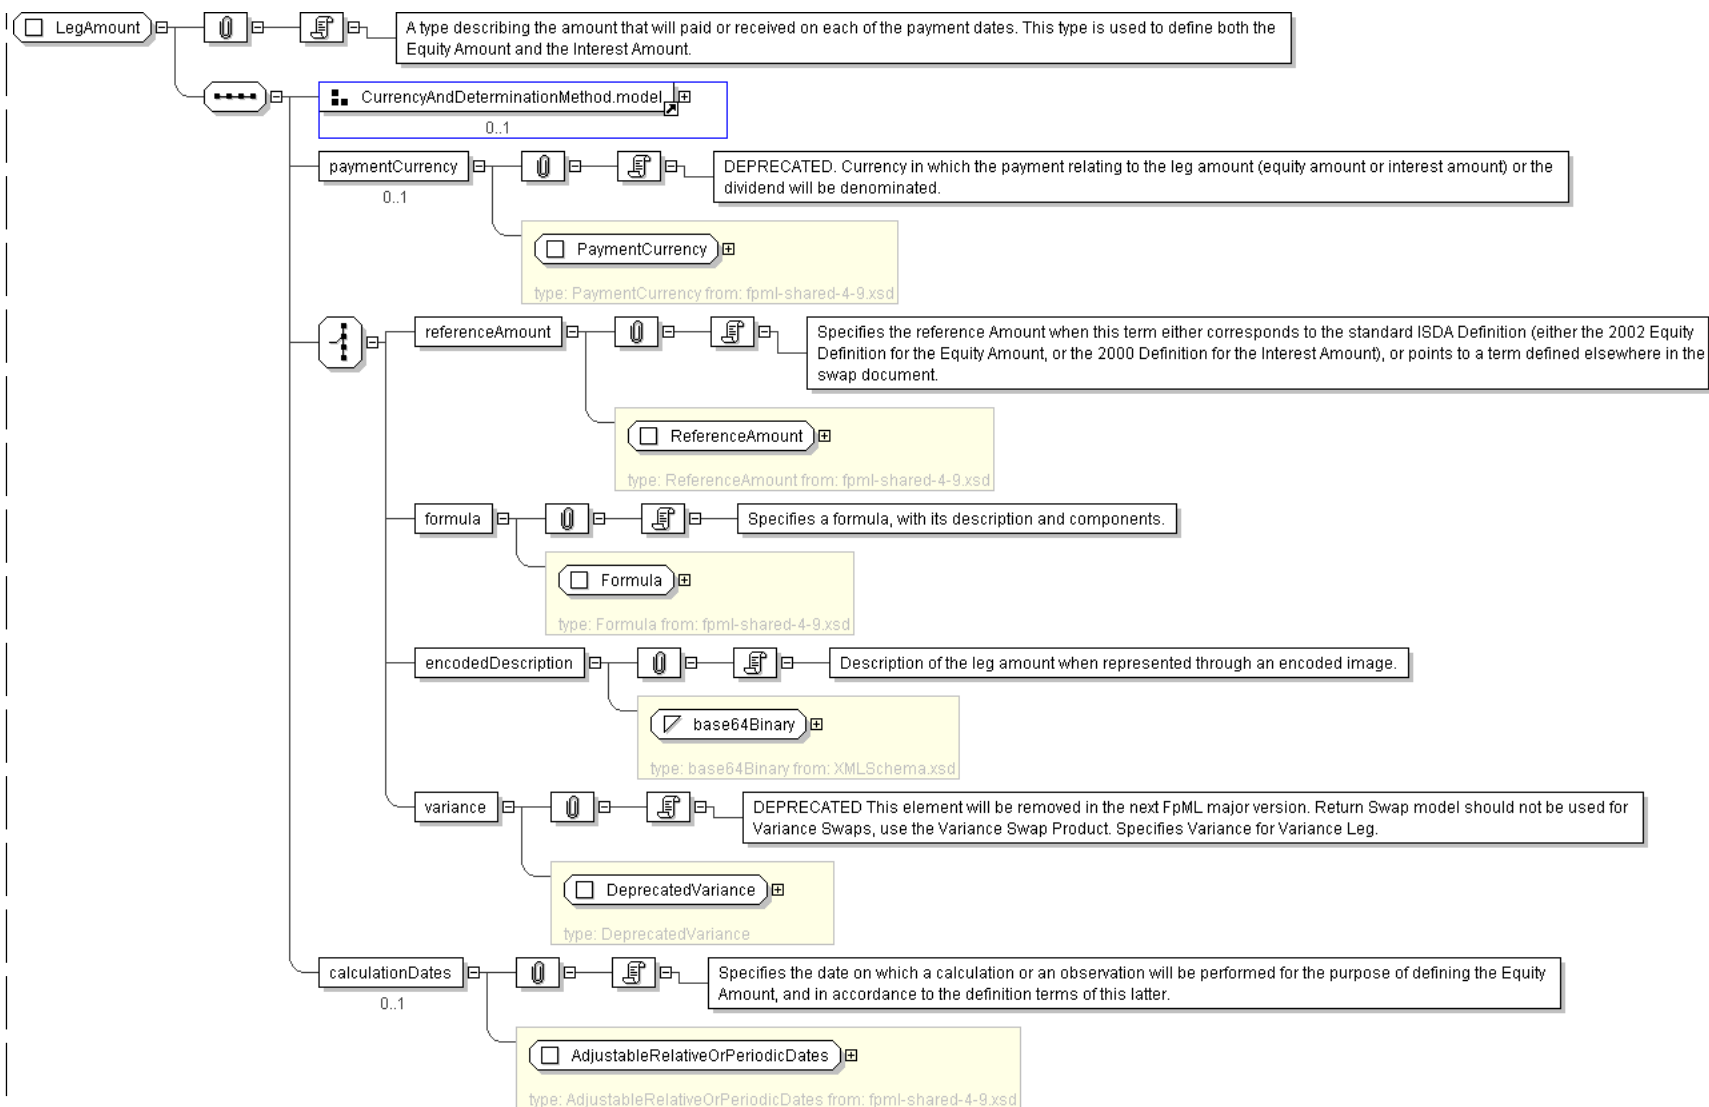 LegAmount
A type describing the amount that will paid or received on each of the payment dates. This type is used to define both the
Equity Amount and the Interest Amount.
CurrencyAndDeterminationMethod.model
0..1
paymentCurrency
0..1
DEPRECATED. Currency in which the payment relating to the leg amount (equity amount or interest amount) or the
dividend will be denominated.
PaymentCurrency
type: PaymentCurrency from: fpml-shared-4-9.xsd
referenceAmount
Specifies the reference Amount when this term either corresponds to the standard ISDA Definition (either the 2002 Equity
Definition for the Equity Amount, or the 2000 Definition for the Interest Amount), or points to a term defined elsewhere in the
swap document.
ReferenceAmount
type: ReferenceAmount from: fpml-shared-4-9.xsd
formula
Specifies a formula, with its description and components.
Formula
type: Formula from: fpml-shared-4-9.xsd
encodedDescription
Description of the leg amount when represented through an encoded image.
base64Binary
type: base64Binary from: XMLSchema.xsd
variance
DEPRECATED This element will be removed in the next FpML major version. Return Swap model should not be used for
Variance Swaps, use the Variance Swap Product. Specifies Variance for Variance Leg.
DeprecatedVariance
type: DeprecatedVariance
calculationDates
0..1
Specifies the date on which a calculation or an observation will be performed for the purpose of defining the Equity
Amount, and in accordance to the definition terms of this latter.
AdjustableRelativeOrPeriodicDates
type: AdjustableRelativeOrPeriodicDates from: fpml-shared-4-9.xsd